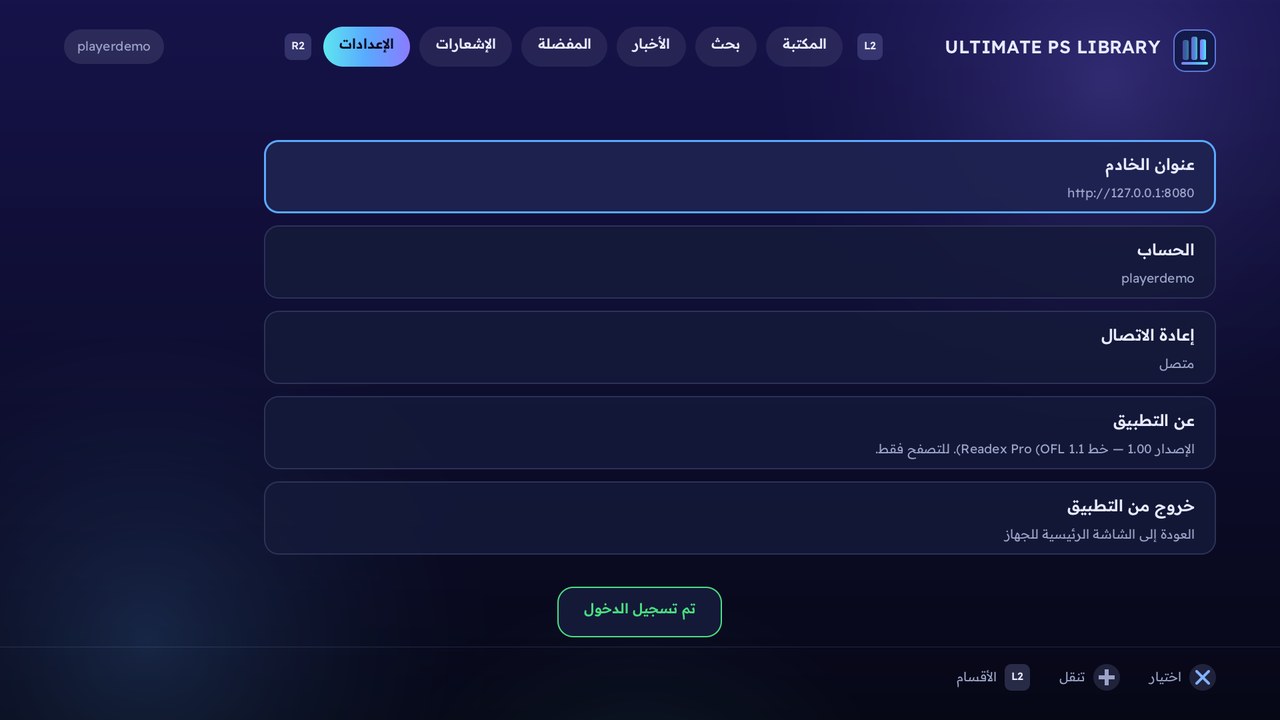 ULTIMATE PS LIBRARY
L2 المكتبة بحث الأخبار المفضلة الإشعارات الإعدادات R2
playerdemo
عنوان الخادم
http://127.0.0.1:8080
الحساب
playerdemo
إعادة الاتصال
متصل
عن التطبيق
الإصدار 1.00 — خط Readex Pro (OFL 1.1). للتصفح فقط.
خروج من التطبيق
العودة إلى الشاشة الرئيسية للجهاز
تم تسجيل الدخول
اختيار تنقل L2 الأقسام